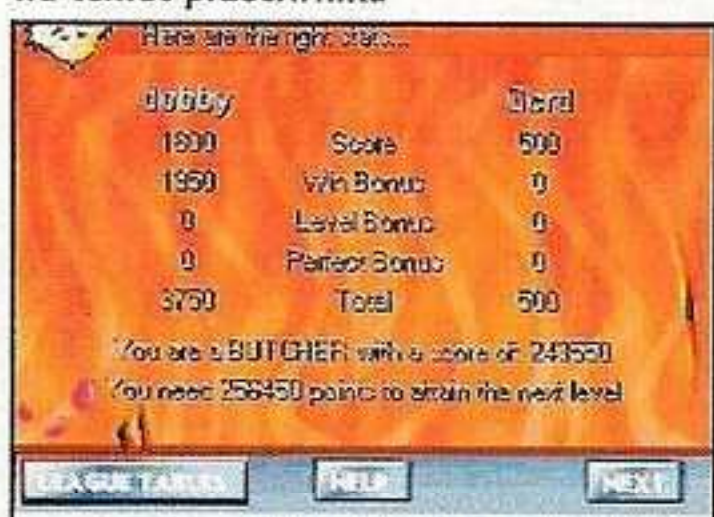 Here are the fight stats...
dobby
1800 Score 500
1950 Win Bonus 0
0 Level Bonus 0
0 Perfect Bonus 0
3750 Total 500
You are a BUTCHER with a score of 243550
You need 256450 points to attain the next level
LEAGUE TABLES HELP NEXT